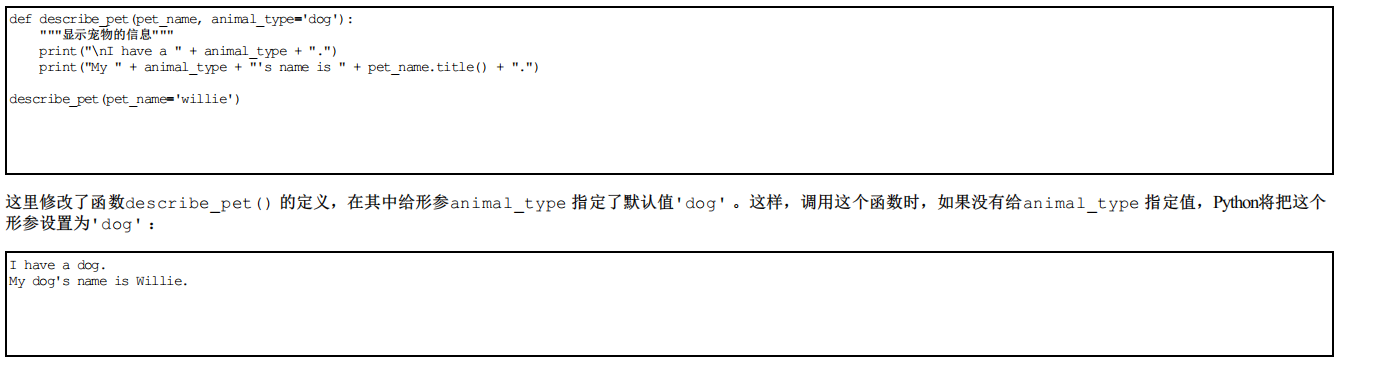 def describe_pet(pet_name, animal_type='dog'):
    """显示宠物的信息"""
    print("\nI have a " + animal_type + ".")
    print("My " + animal_type + "'s name is " + pet_name.title() + ".")
describe_pet(pet_name='willie')
这里修改了函数describe_pet() 的定义，在其中给形参animal_type 指定了默认值'dog' 。这样，调用这个函数时，如果没有给animal_type 指定值，Python将把这个
形参设置为'dog' ：
I have a dog.
My dog's name is Willie.